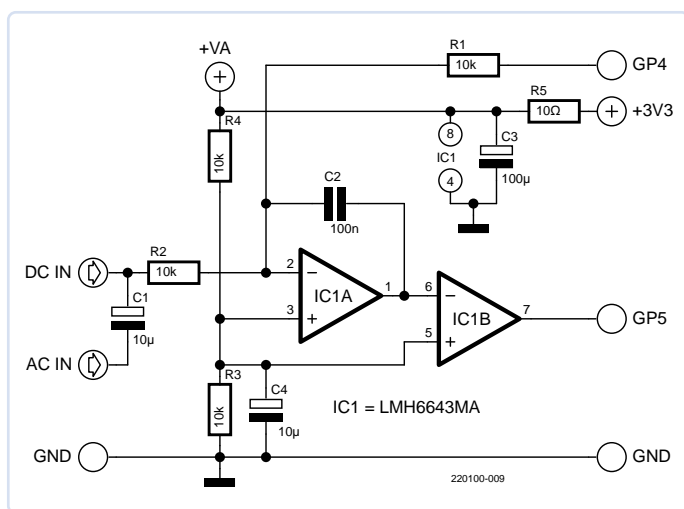 R1
10k
GP4
+VA
R5
10Ω
+3V3
R4
10k
8
IC1
4
C3
100µ
C2
100n
DC IN
R2
10k
2
−
IC1A
1
3
+
6
−
IC1B
7
GP5
5
+
C1
10µ
AC IN
R3
10k
C4
10µ
IC1 = LMH6643MA
GND
GND
220100-009